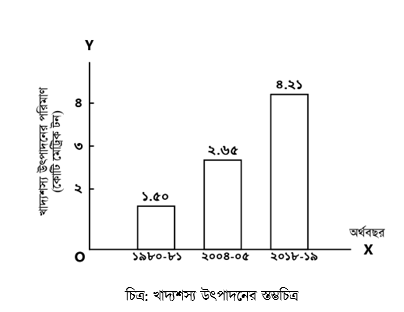 Y
খাদ্যশস্য উৎপাদনের পরিমাণ
(কোটি মেট্রিক টন)
৪
৩
২
১.৫০
২.৬৫
৪.২১
O
১৯৮০-৮১
২০০৪-০৫
২০১৮-১৯
অর্থবছর
X
চিত্র: খাদ্যশস্য উৎপাদনের স্তম্ভচিত্র